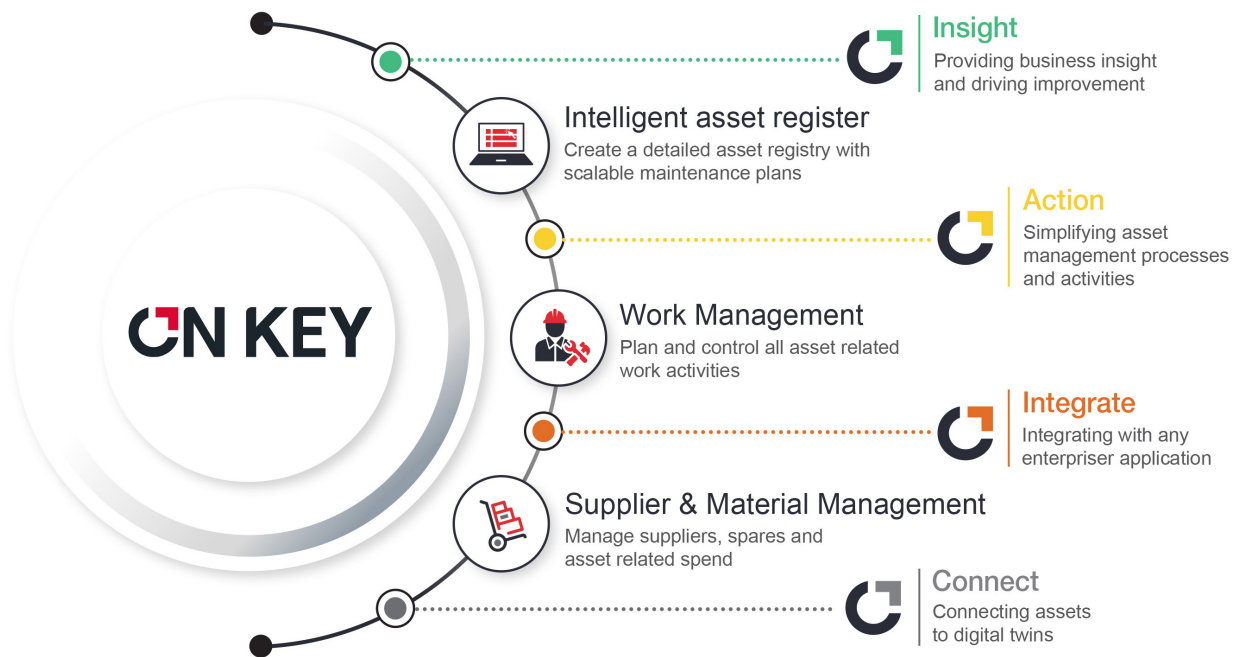 Insight
Providing business insight
and driving improvement
Intelligent asset register
Create a detailed asset registry with
scalable maintenance plans
Action
Simplifying asset
management processes
and activities
ON KEY
Work Management
Plan and control all asset related
work activities
Integrate
Integrating with any
enterpriser application
Supplier & Material Management
Manage suppliers, spares and
asset related spend
Connect
Connecting assets
to digital twins